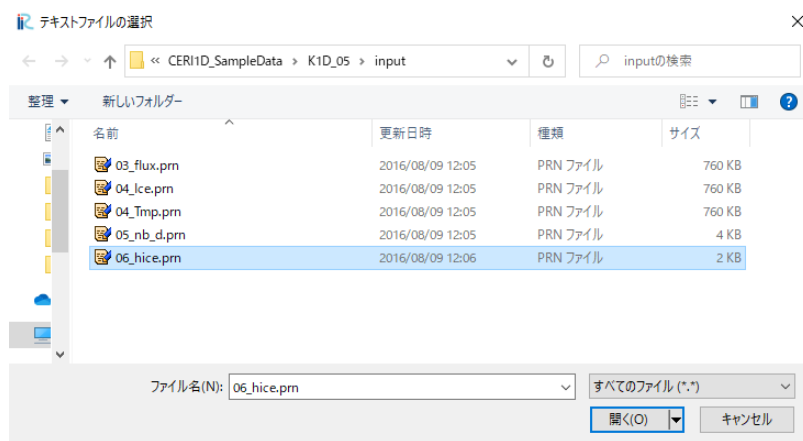 テキストファイルの選択
« CERI1D_SampleData › K1D_05 › input
inputの検索
整理 新しいフォルダー
名前 更新日時 種類 サイズ
03_flux.prn 2016/08/09 12:05 PRN ファイル 760 KB
04_Ice.prn 2016/08/09 12:05 PRN ファイル 760 KB
04_Tmp.prn 2016/08/09 12:05 PRN ファイル 760 KB
05_nb_d.prn 2016/08/09 12:05 PRN ファイル 4 KB
06_hice.prn 2016/08/09 12:06 PRN ファイル 2 KB
ファイル名(N): 06_hice.prn すべてのファイル (*.*)
開く(O) キャンセル